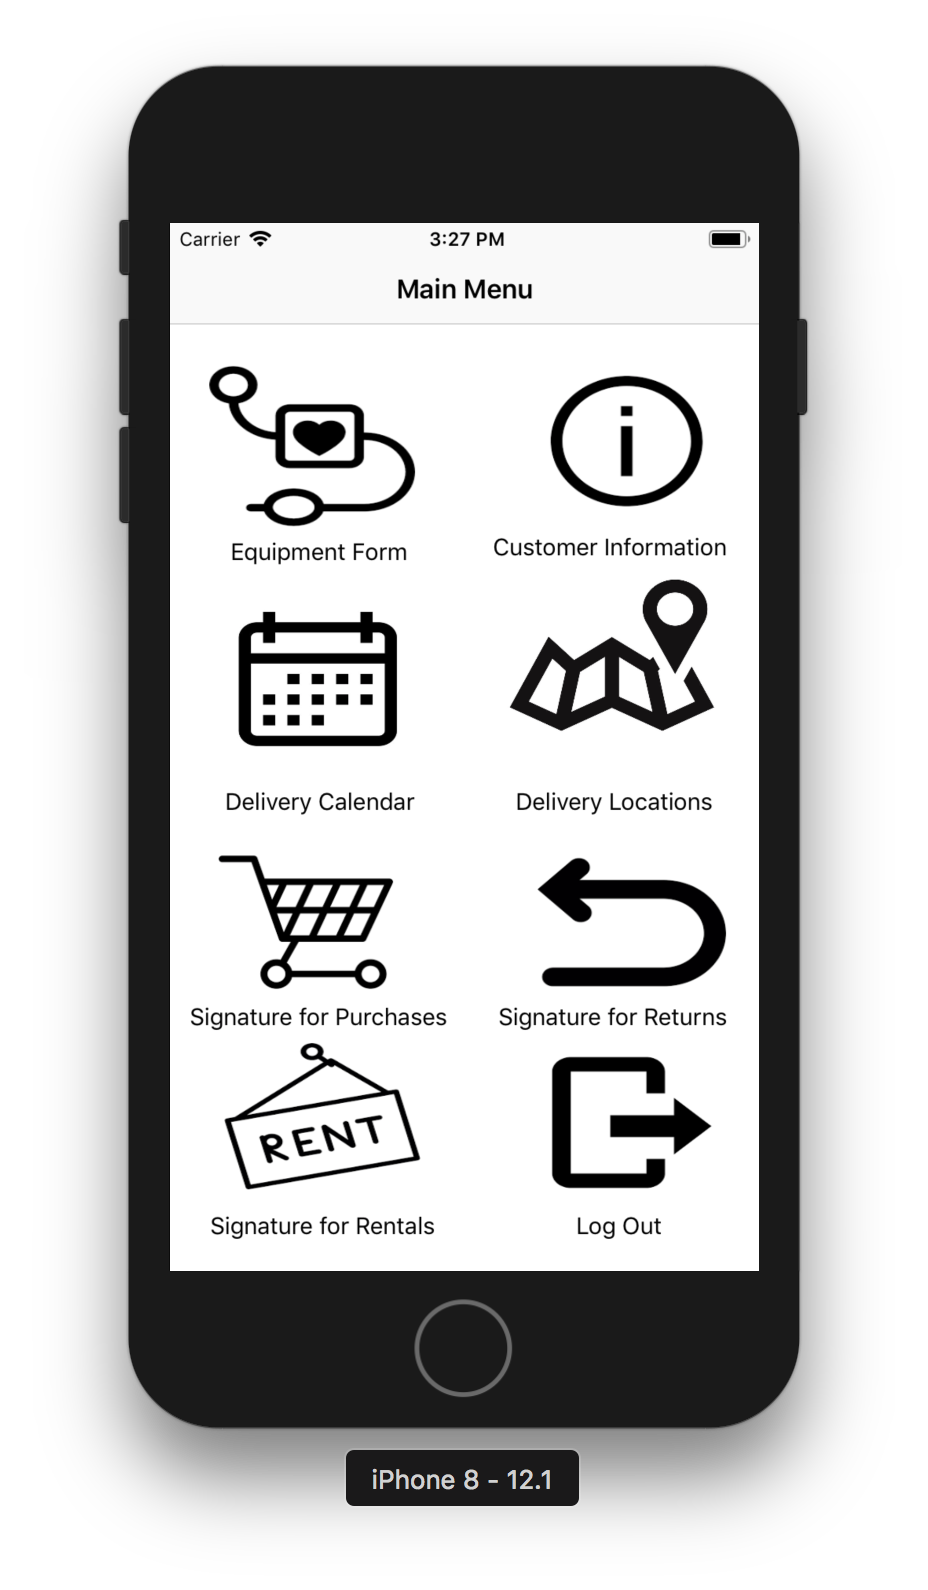 Carrier 3:27 PM
Main Menu
i
Equipment Form Customer Information
Delivery Calendar Delivery Locations
Signature for Purchases Signature for Returns
RENT
Signature for Rentals Log Out
iPhone 8 - 12.1